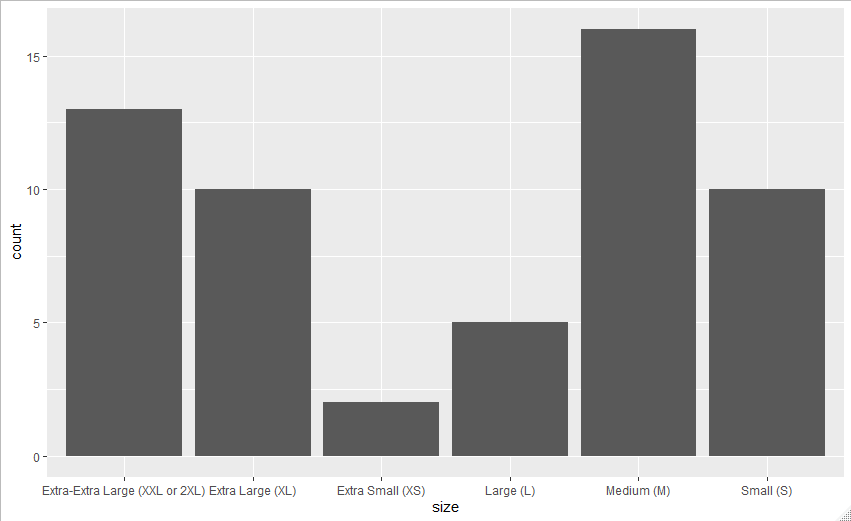 15
10
5
0
count
Extra-Extra Large (XXL or 2XL) Extra Large (XL) Extra Small (XS) Large (L) Medium (M) Small (S)
size